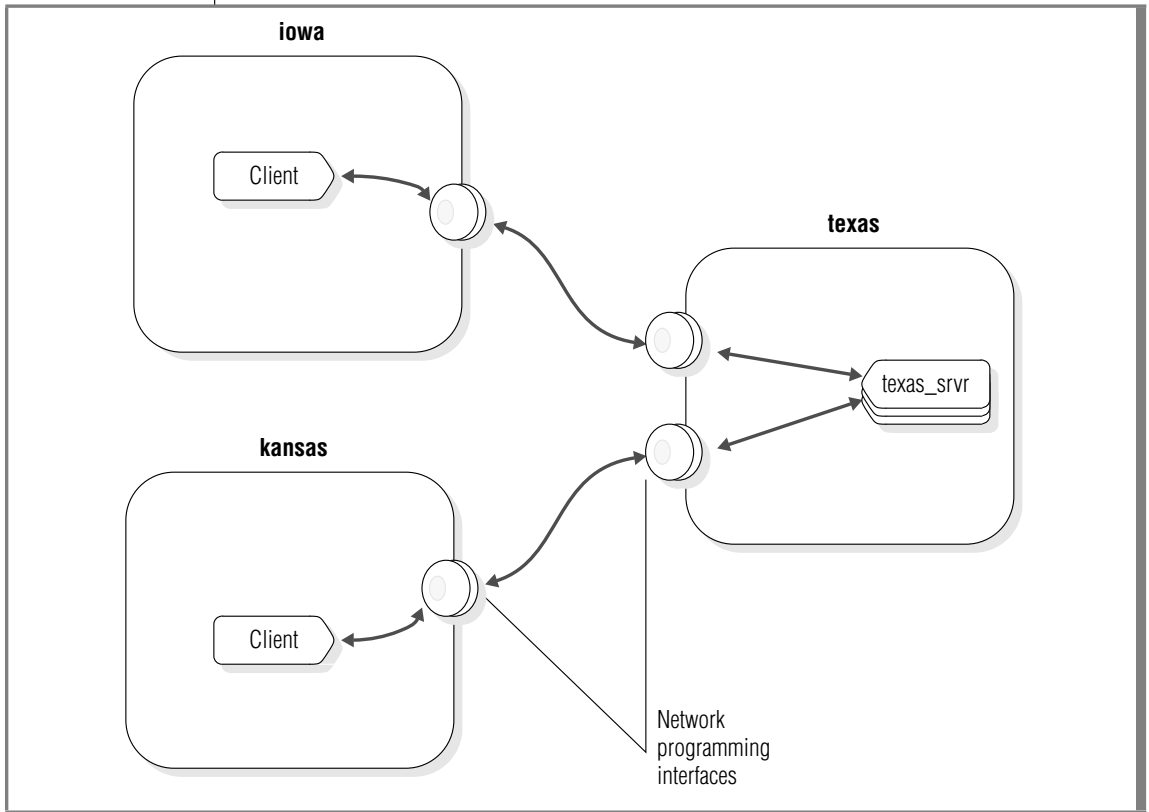 iowa
Client
texas
texas_srvr
kansas
Client
Network
programming
interfaces